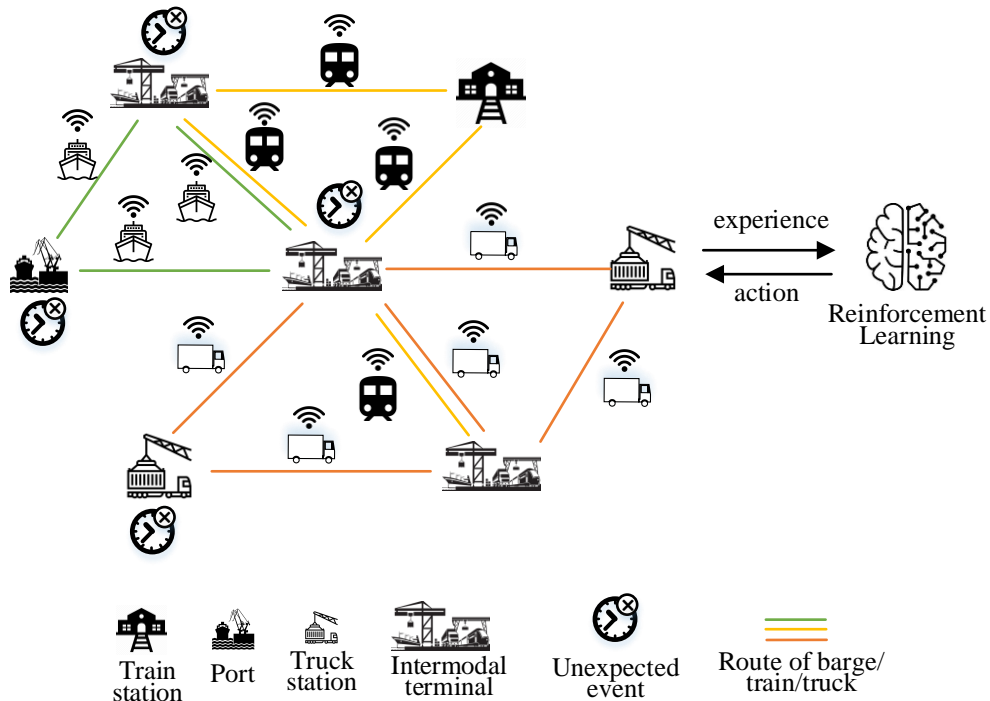 experience
action
Reinforcement
Learning
Train
station
Port
Truck
station
Intermodal
terminal
Unexpected
event
Route of barge/
train/truck